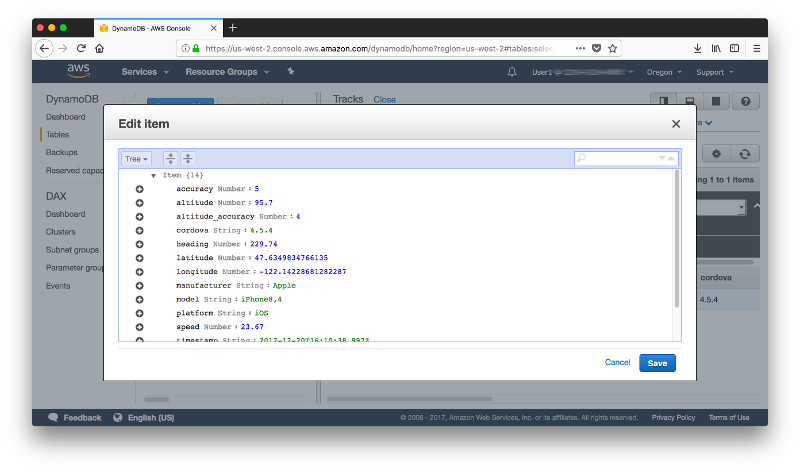 DynamoDB - AWS Console
https://us-west-2.console.aws.amazon.com/dynamodb/home?region=us-west-2#tables:selec
aws
Services
Resource Groups
User1 @
Oregon
Support
DynamoDB
Dashboard
Tables
Backups
Reserved capac
DAX
Dashboard
Clusters
Subnet groups
Parameter group
Events
Tracks Close
Edit item
Tree
Item {14}
accuracy Number : 5
altitude Number : 95.7
altitude_accuracy Number : 4
cordova String : 4.5.4
heading Number : 229.74
latitude Number : 47.6349834766135
longitude Number : -122.14228681282287
manufacturer String : Apple
model String : iPhone8,4
platform String : iOS
speed Number : 23.67
timestamp String : 2017-12-20T16:10:38.997Z
Cancel
Save
ng 1 to 1 items
cordova
4.5.4
Feedback
English (US)
© 2008 - 2017, Amazon Web Services, Inc. or its affiliates. All rights reserved.
Privacy Policy
Terms of Use